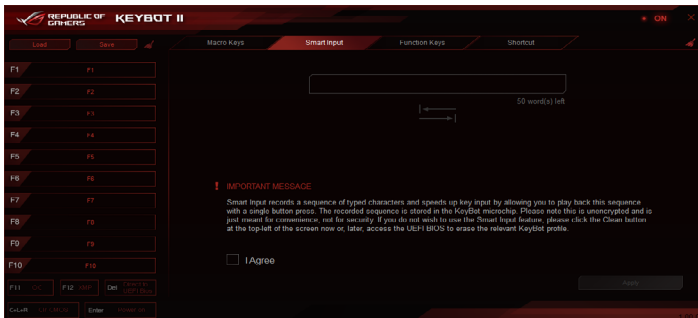 REPUBLIC OF GAMERS KEYBOT II
ON
Load Save
Macro Keys Smart Input Function Keys Shortcut
F1 F1
F2 F2
F3 F3
F4 F4
F5 F5
F6 F6
F7 F7
F8 F8
F9 F9
F10 F10
F11 F12 Del
C+L+R Enter
50 word(s) left
! IMPORTANT MESSAGE
Smart Input records a sequence of typed characters and speeds up key input by allowing you to play back this sequence
with a single button press. The recorded sequence is stored in the KeyBot microchip. Please note this is unencrypted and is
just meant for convenience, not for security. If you do not wish to use the Smart Input feature, please click the Clean button
at the top-left of the screen now or, later, access the UEFI BIOS to erase the relevant KeyBot profile.
I Agree
Apply